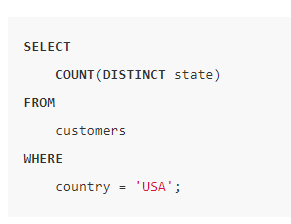 SELECT
    COUNT(DISTINCT state)
FROM
    customers
WHERE
    country = 'USA';